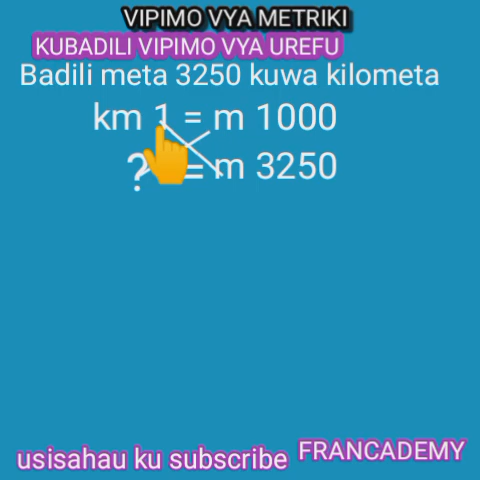 VIPIMO VYA METRIKI
KUBADILI VIPIMO VYA UREFU
Badili meta 3250 kuwa kilometa
km 1 = m 1000
? = m 3250
usisahau ku subscribe FRANCADEMY